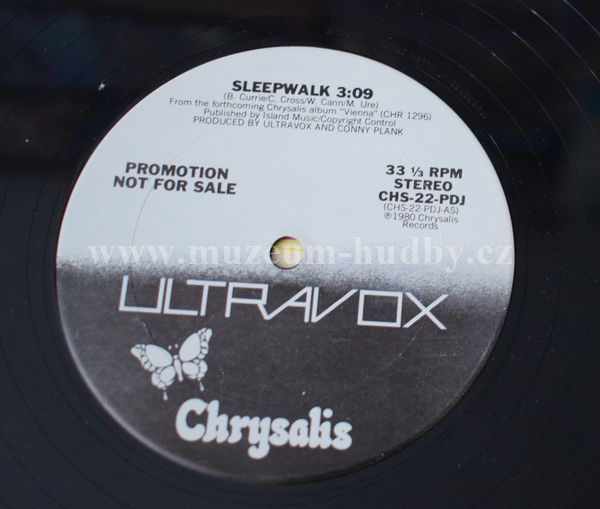 SLEEPWALK 3:09
(B. Currie/C. Cross/W. Cann/M. Ure)
From the forthcoming Chrysalis album "Vienna" (CHR 1296)
Published by Island Music/Copyright Control
PRODUCED BY ULTRAVOX AND CONNY PLANK
PROMOTION
NOT FOR SALE
33 ⅓ RPM
STEREO
CHS-22-PDJ
(CHS-22-PDJ-AS)
℗1980 Chrysalis
Records
www.muzeum-hudby.cz
ULTRAVOX
Chrysalis